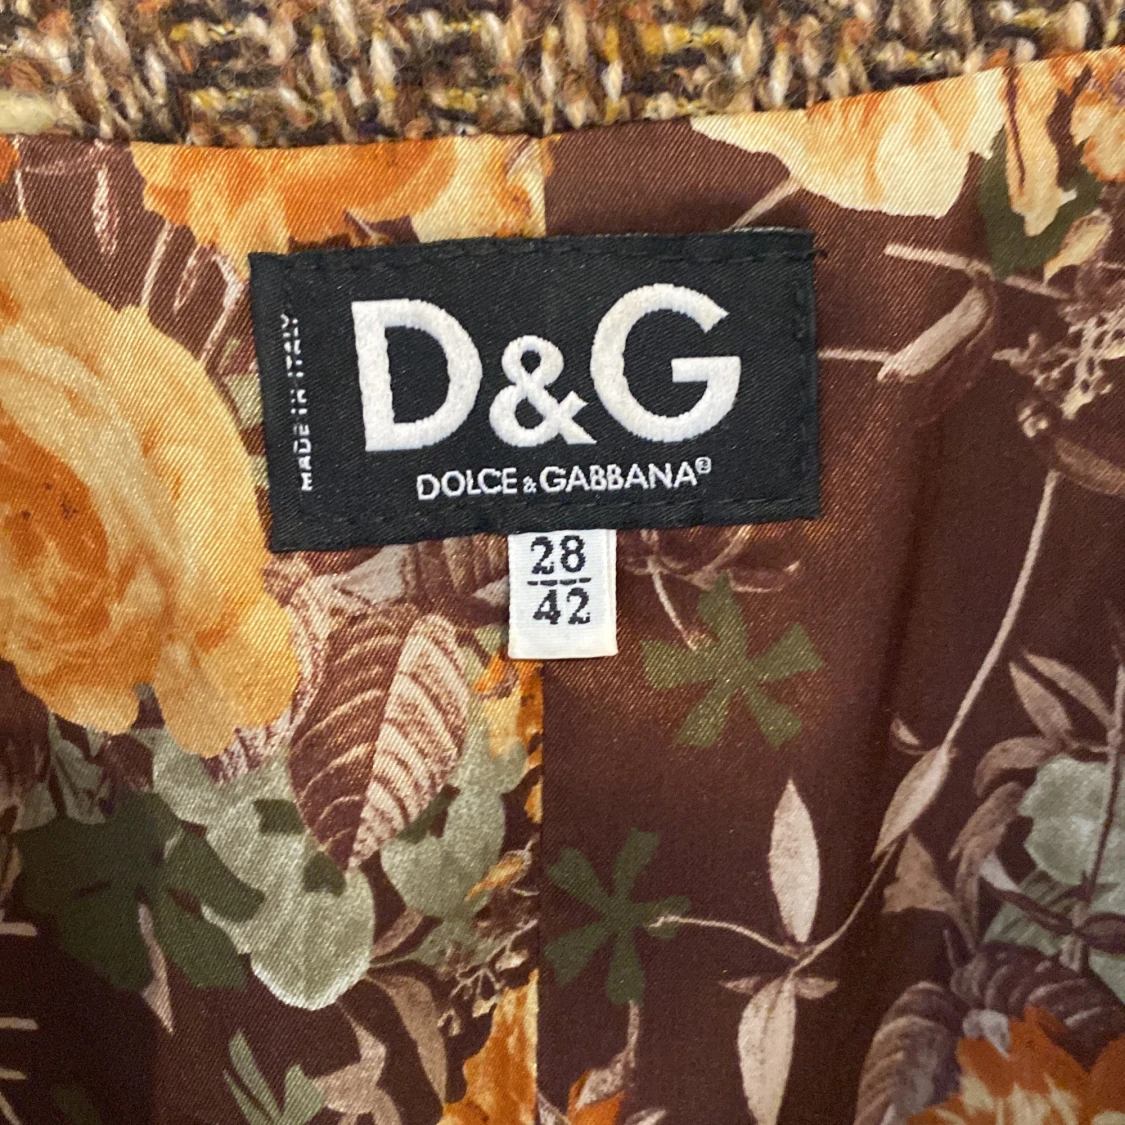 MADE IN ITALY
D&G
DOLCE & GABBANA®
28
42